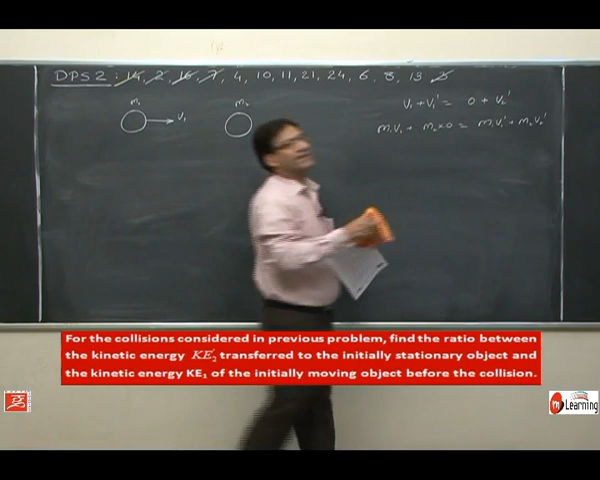 DPS 2 : 14, 2, 16, 7, 4, 10, 11, 21, 24, 6, 8, 13
m₁
m₂
V₁
V₁ + V₁' = 0 + V₂'
m₁V₁ + m₂×0 = m₁V₁' + m₂V₂'
For the collisions considered in previous problem, find the ratio between
the kinetic energy KE₂' transferred to the initially stationary object and
the kinetic energy KE₁ of the initially moving object before the collision.
Learning